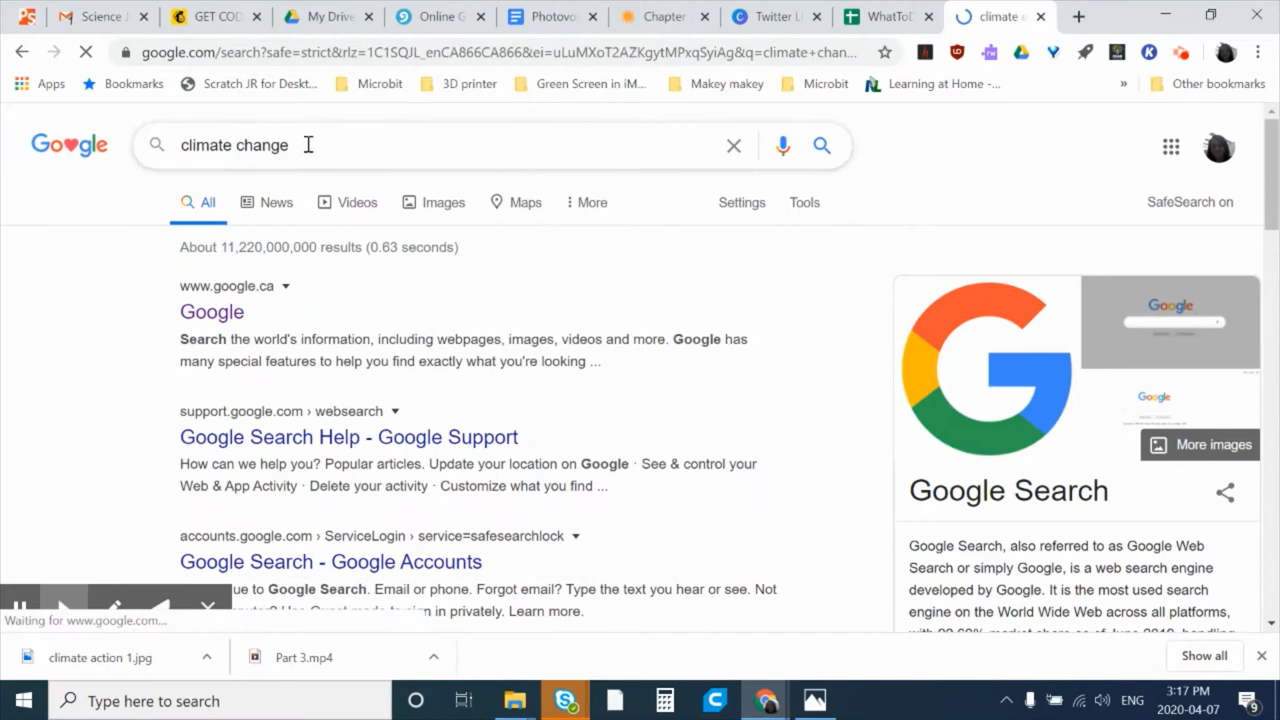 GET COD
My Drive
Online G
Photovo
Chapter
Twitter Li
WhatToD
climate
Science J
google.com/search?safe=strict&rlz=1C1SQJL_enCA866CA866&ei=uLuMXoT2AZKgytMPxqSyiAg&q=climate+chan...
Apps
Bookmarks
Scratch JR for Deskt...
Microbit
3D printer
Green Screen in iM...
Makey makey
Microbit
Learning at Home -...
»
Other bookmarks
Google
climate change
All
News
Videos
Images
Maps
More
Settings
Tools
SafeSearch on
About 11,220,000,000 results (0.63 seconds)
www.google.ca
Google
Search the world's information, including webpages, images, videos and more. Google has
many special features to help you find exactly what you're looking ...
support.google.com › websearch
Google Search Help - Google Support
How can we help you? Popular articles. Update your location on Google · See & control your
Web & App Activity · Delete your activity · Customize what you find ...
accounts.google.com › ServiceLogin › service=safesearchlock
Google Search - Google Accounts
ue to Google Search. Email or phone. Forgot email? Type the text you hear or see. Not
in privately. Learn more.
Google
Google
More images
Google Search
Google Search, also referred to as Google Web
Search or simply Google, is a web search engine
developed by Google. It is the most used search
engine on the World Wide Web across all platforms,
Waiting for www.google.com...
climate action 1.jpg
Part 3.mp4
Show all
Type here to search
ENG
3:17 PM
2020-04-07
9